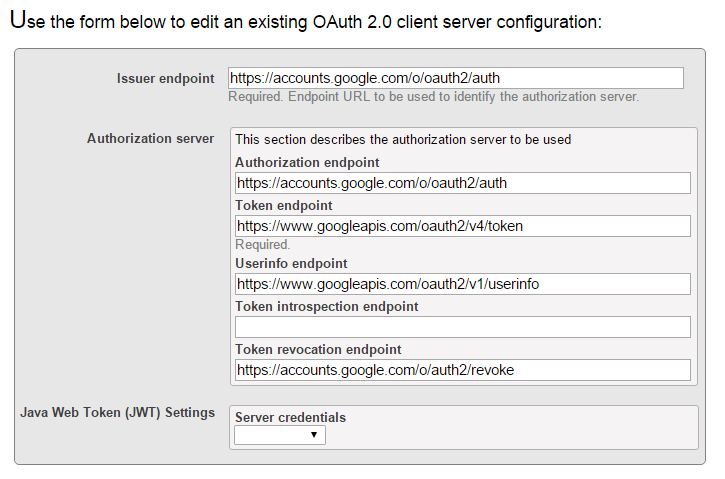 Use the form below to edit an existing OAuth 2.0 client server configuration:
Issuer endpoint
https://accounts.google.com/o/oauth2/auth
Required. Endpoint URL to be used to identify the authorization server.
Authorization server
This section describes the authorization server to be used
Authorization endpoint
https://accounts.google.com/o/oauth2/auth
Token endpoint
https://www.googleapis.com/oauth2/v4/token
Required.
Userinfo endpoint
https://www.googleapis.com/oauth2/v1/userinfo
Token introspection endpoint
Token revocation endpoint
https://accounts.google.com/o/auth2/revoke
Java Web Token (JWT) Settings
Server credentials